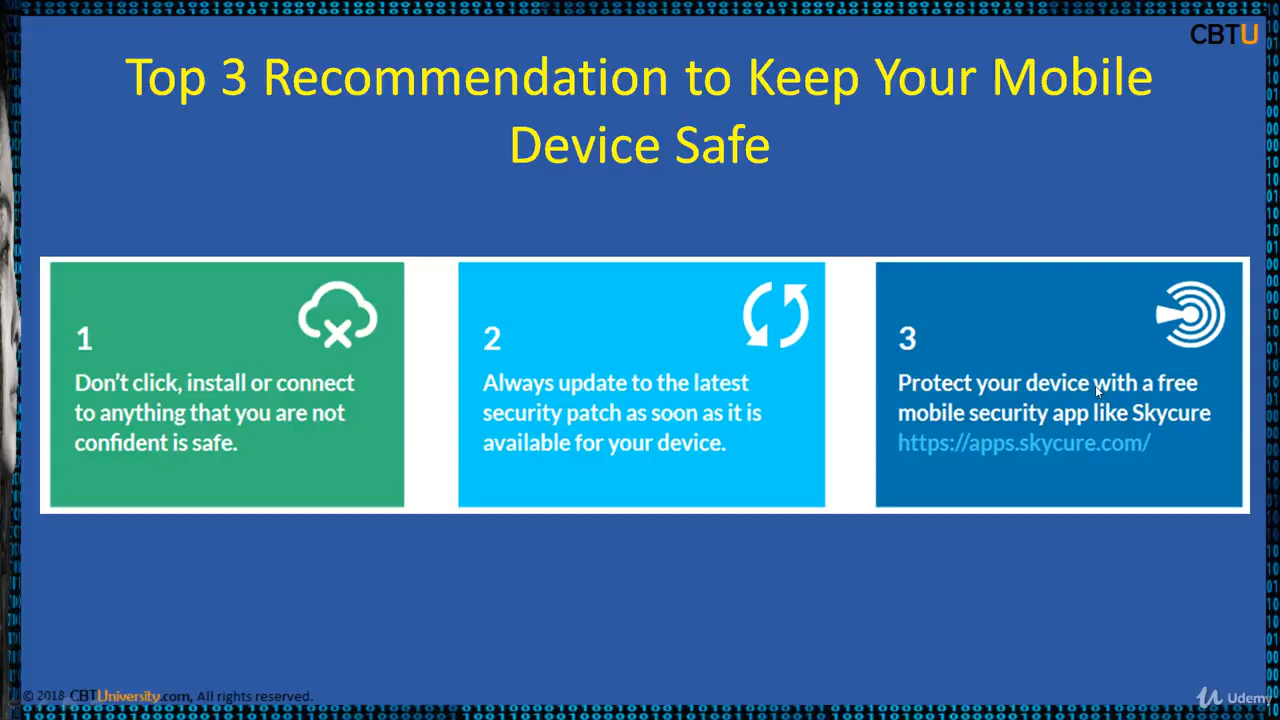 CBTU
Top 3 Recommendation to Keep Your Mobile
Device Safe
1
Don't click, install or connect
to anything that you are not
confident is safe.
2
Always update to the latest
security patch as soon as it is
available for your device.
3
Protect your device with a free
mobile security app like Skycure
https://apps.skycure.com/
© 2018 CBTUniversity.com, All rights reserved.
Udemy